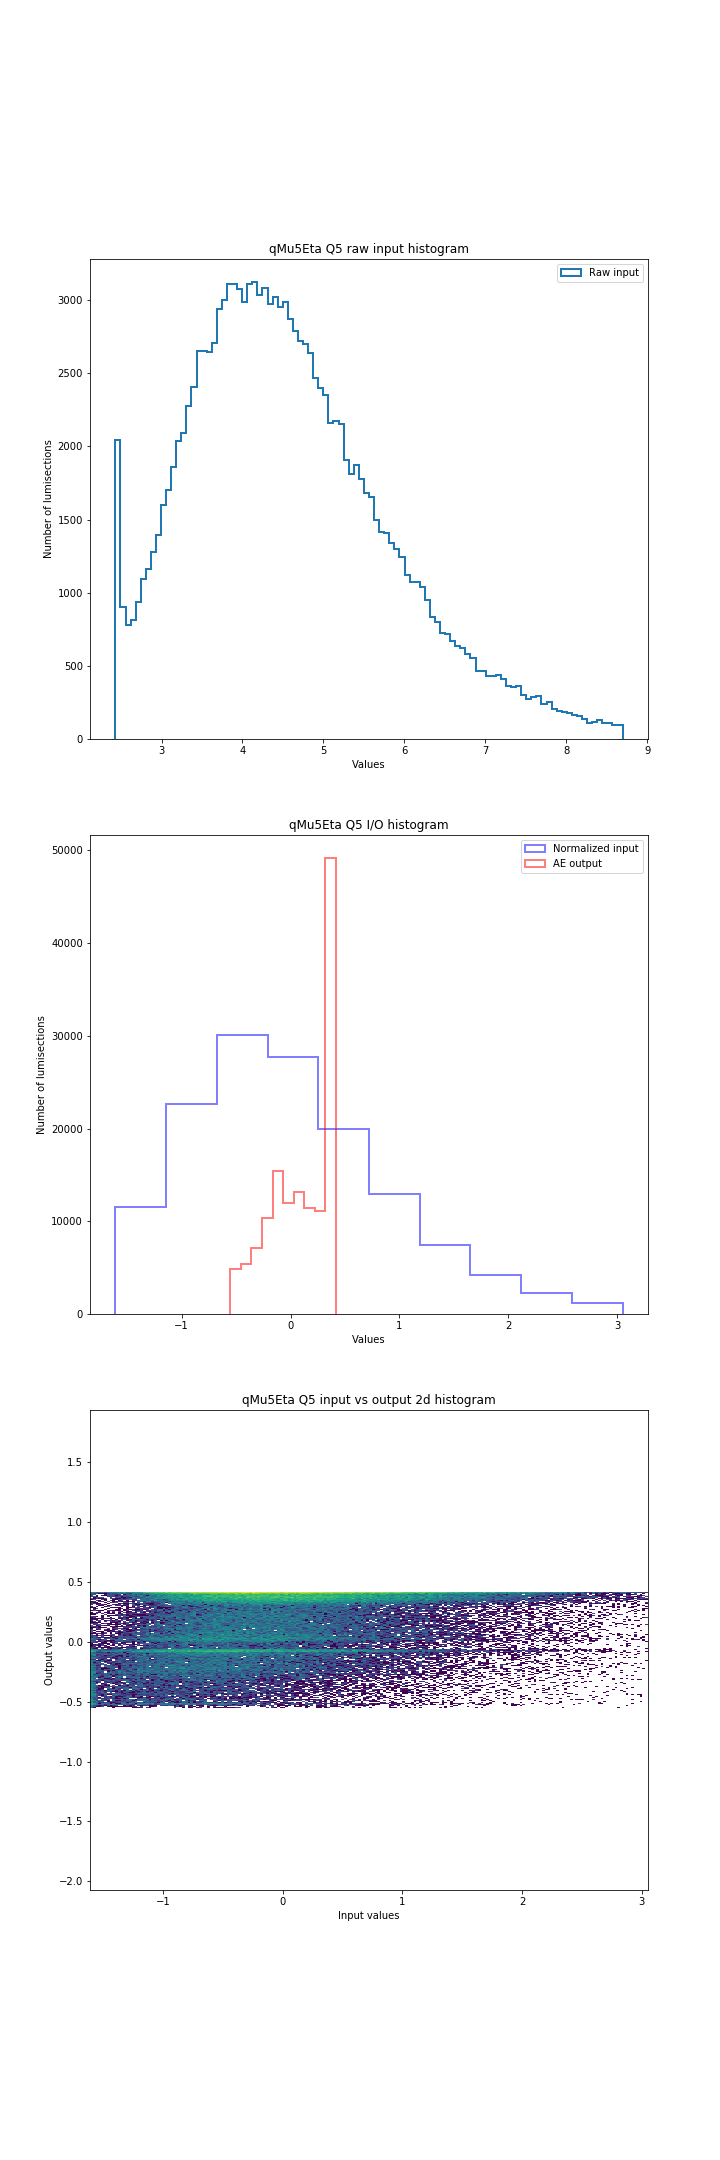 qMu5Eta Q5 raw input histogram
Raw input
3000
2500
2000
1500
1000
500
0
Number of lumisections
3 4 5 6 7 8 9
Values
qMu5Eta Q5 I/O histogram
Normalized input
AE output
50000
40000
30000
20000
10000
0
Number of lumisections
−1 0 1 2 3
Values
qMu5Eta Q5 input vs output 2d histogram
1.5
1.0
0.5
0.0
−0.5
−1.0
−1.5
−2.0
Output values
−1 0 1 2 3
Input values